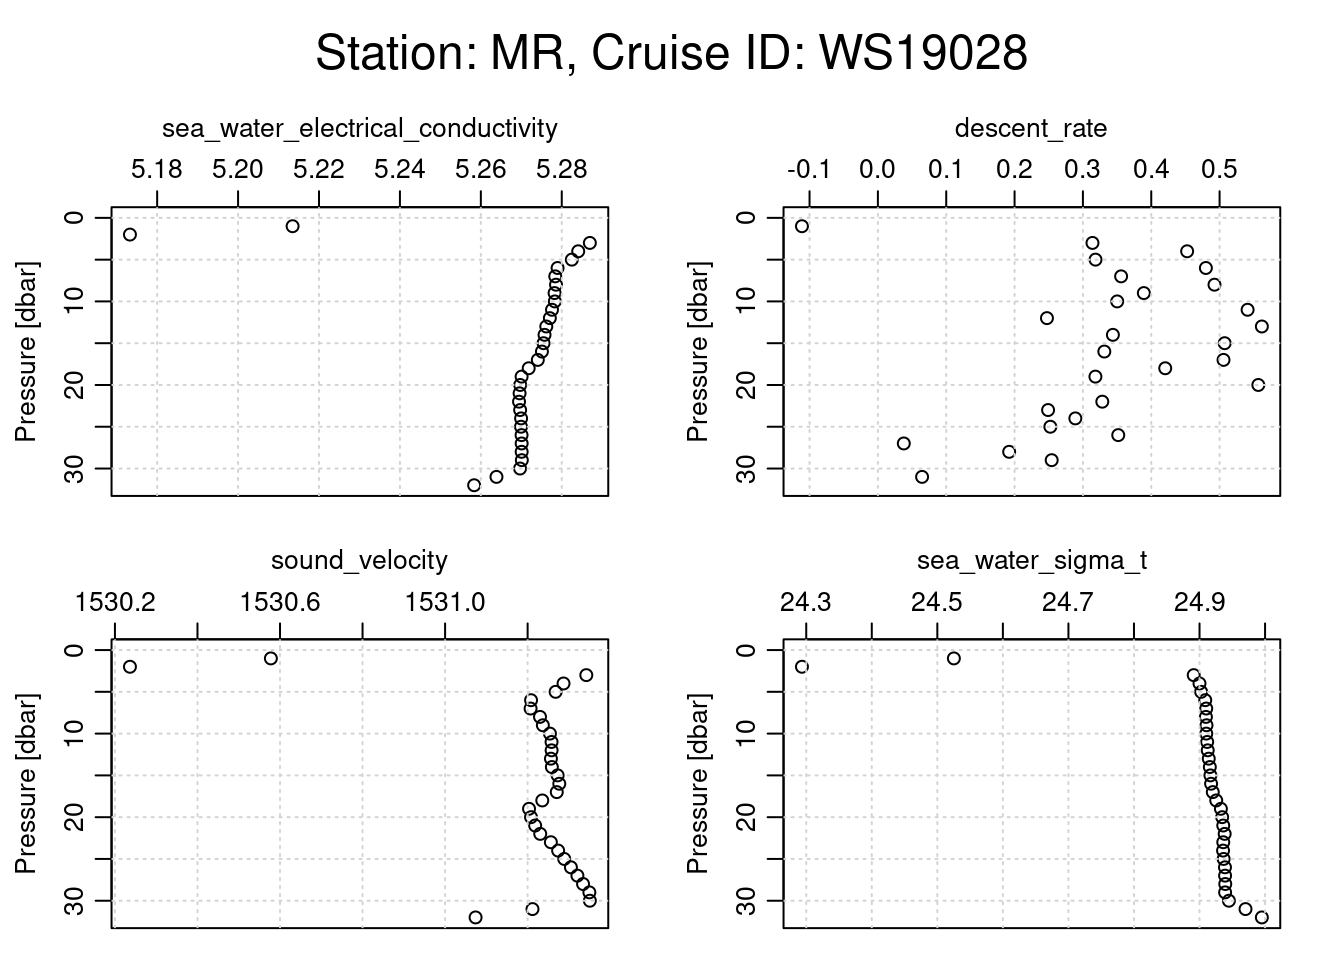 Station: MR, Cruise ID: WS19028
sea_water_electrical_conductivity
5.18 5.20 5.22 5.24 5.26 5.28
0
10
20
30
Pressure [dbar]
descent_rate
-0.1 0.0 0.1 0.2 0.3 0.4 0.5
0
10
20
30
Pressure [dbar]
sound_velocity
1530.2 1530.6 1531.0
0
10
20
30
Pressure [dbar]
sea_water_sigma_t
24.3 24.5 24.7 24.9
0
10
20
30
Pressure [dbar]